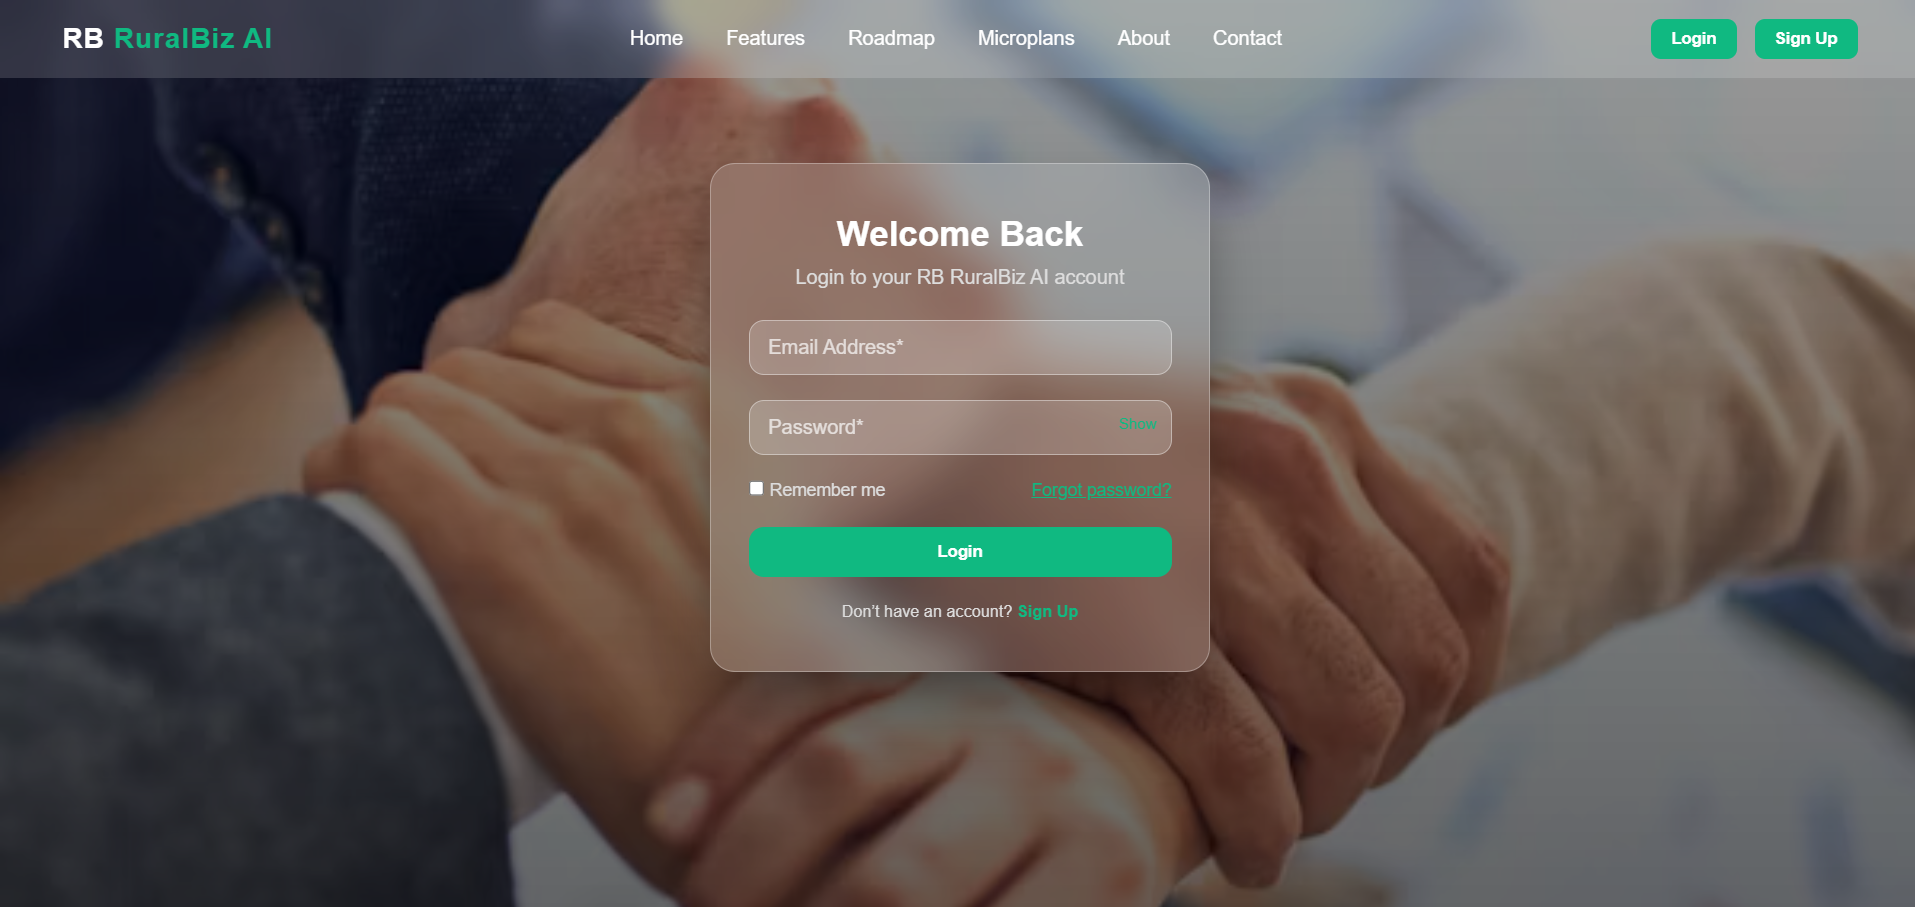 RB RuralBiz AI
Home Features Roadmap Microplans About Contact
Login Sign Up
Welcome Back
Login to your RB RuralBiz AI account
Email Address*
Password* Show
Remember me Forgot password?
Login
Don’t have an account? Sign Up